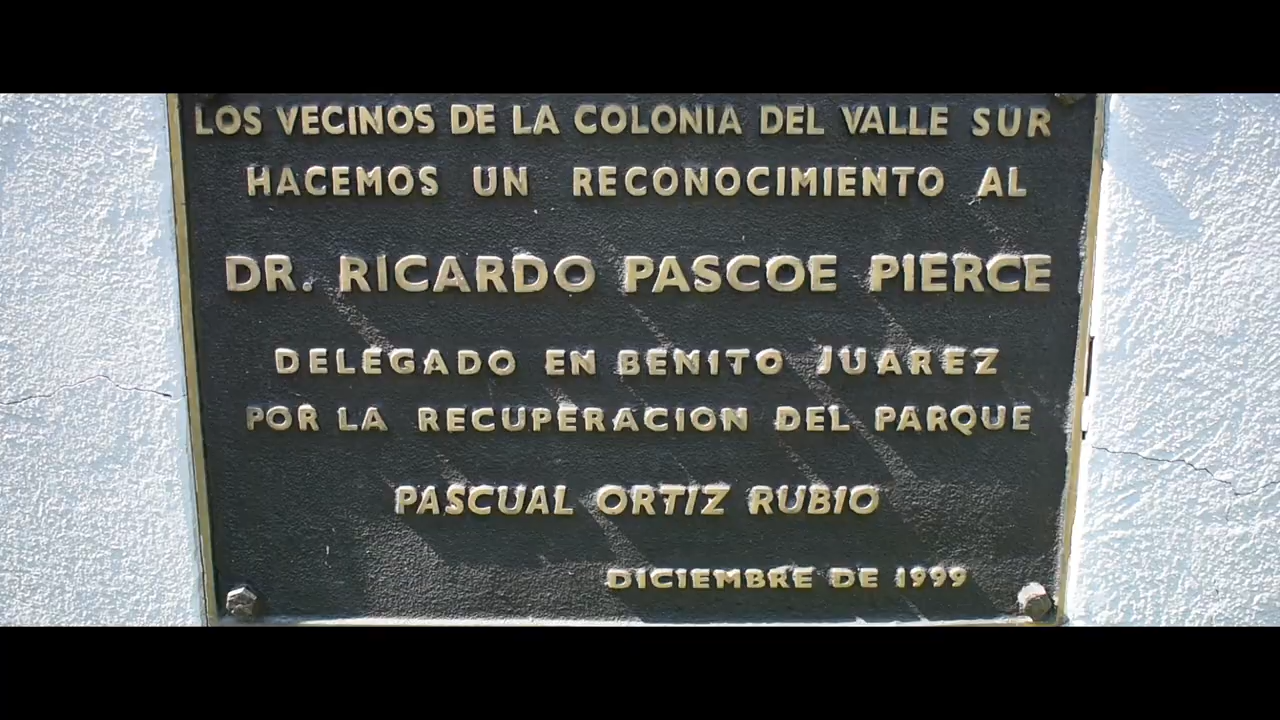 LOS VECINOS DE LA COLONIA DEL VALLE SUR
HACEMOS UN RECONOCIMIENTO AL
DR. RICARDO PASCOE PIERCE
DELEGADO EN BENITO JUAREZ
POR LA RECUPERACION DEL PARQUE
PASCUAL ORTIZ RUBIO
DICIEMBRE DE 1999